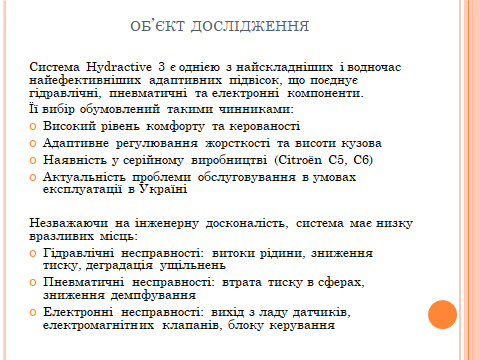 ОБ’ЄКТ ДОСЛІДЖЕННЯ
Система Hydractive 3 є однією з найскладніших і водночас
найефективніших адаптивних підвісок, що поєднує
гідравлічні, пневматичні та електронні компоненти.
Її вибір обумовлений такими чинниками:
Високий рівень комфорту та керованості
Адаптивне регулювання жорсткості та висоти кузова
Наявність у серійному виробництві (Citroën C5, C6)
Актуальність проблеми обслуговування в умовах
експлуатації в Україні
Незважаючи на інженерну досконалість, система має низку
вразливих місць:
Гідравлічні несправності: витоки рідини, зниження
тиску, деградація ущільнень
Пневматичні несправності: втрата тиску в сферах,
зниження демпфування
Електронні несправності: вихід з ладу датчиків,
електромагнітних клапанів, блоку керування